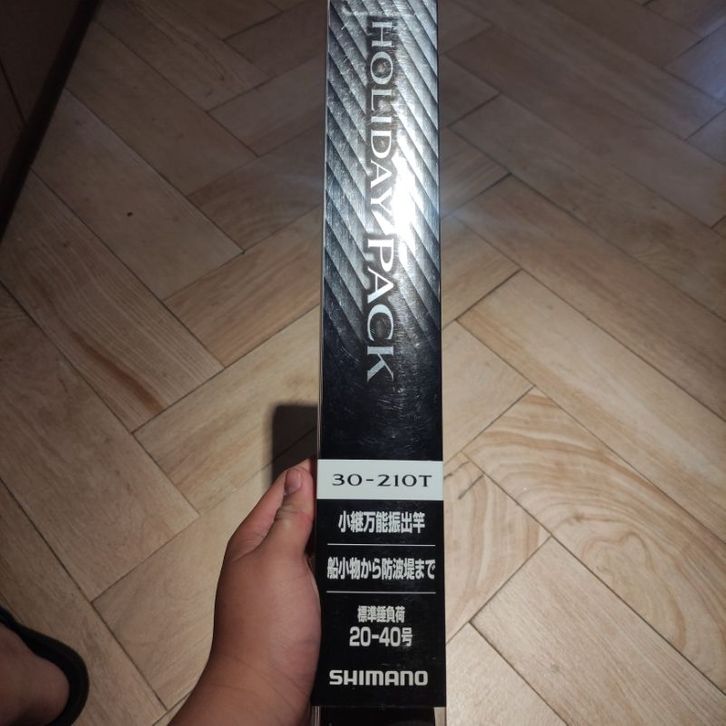 HOLIDAY PACK
30-210T
小継万能振出竿
船小物から防波堤まで
標準錘負荷
20-40号
SHIMANO